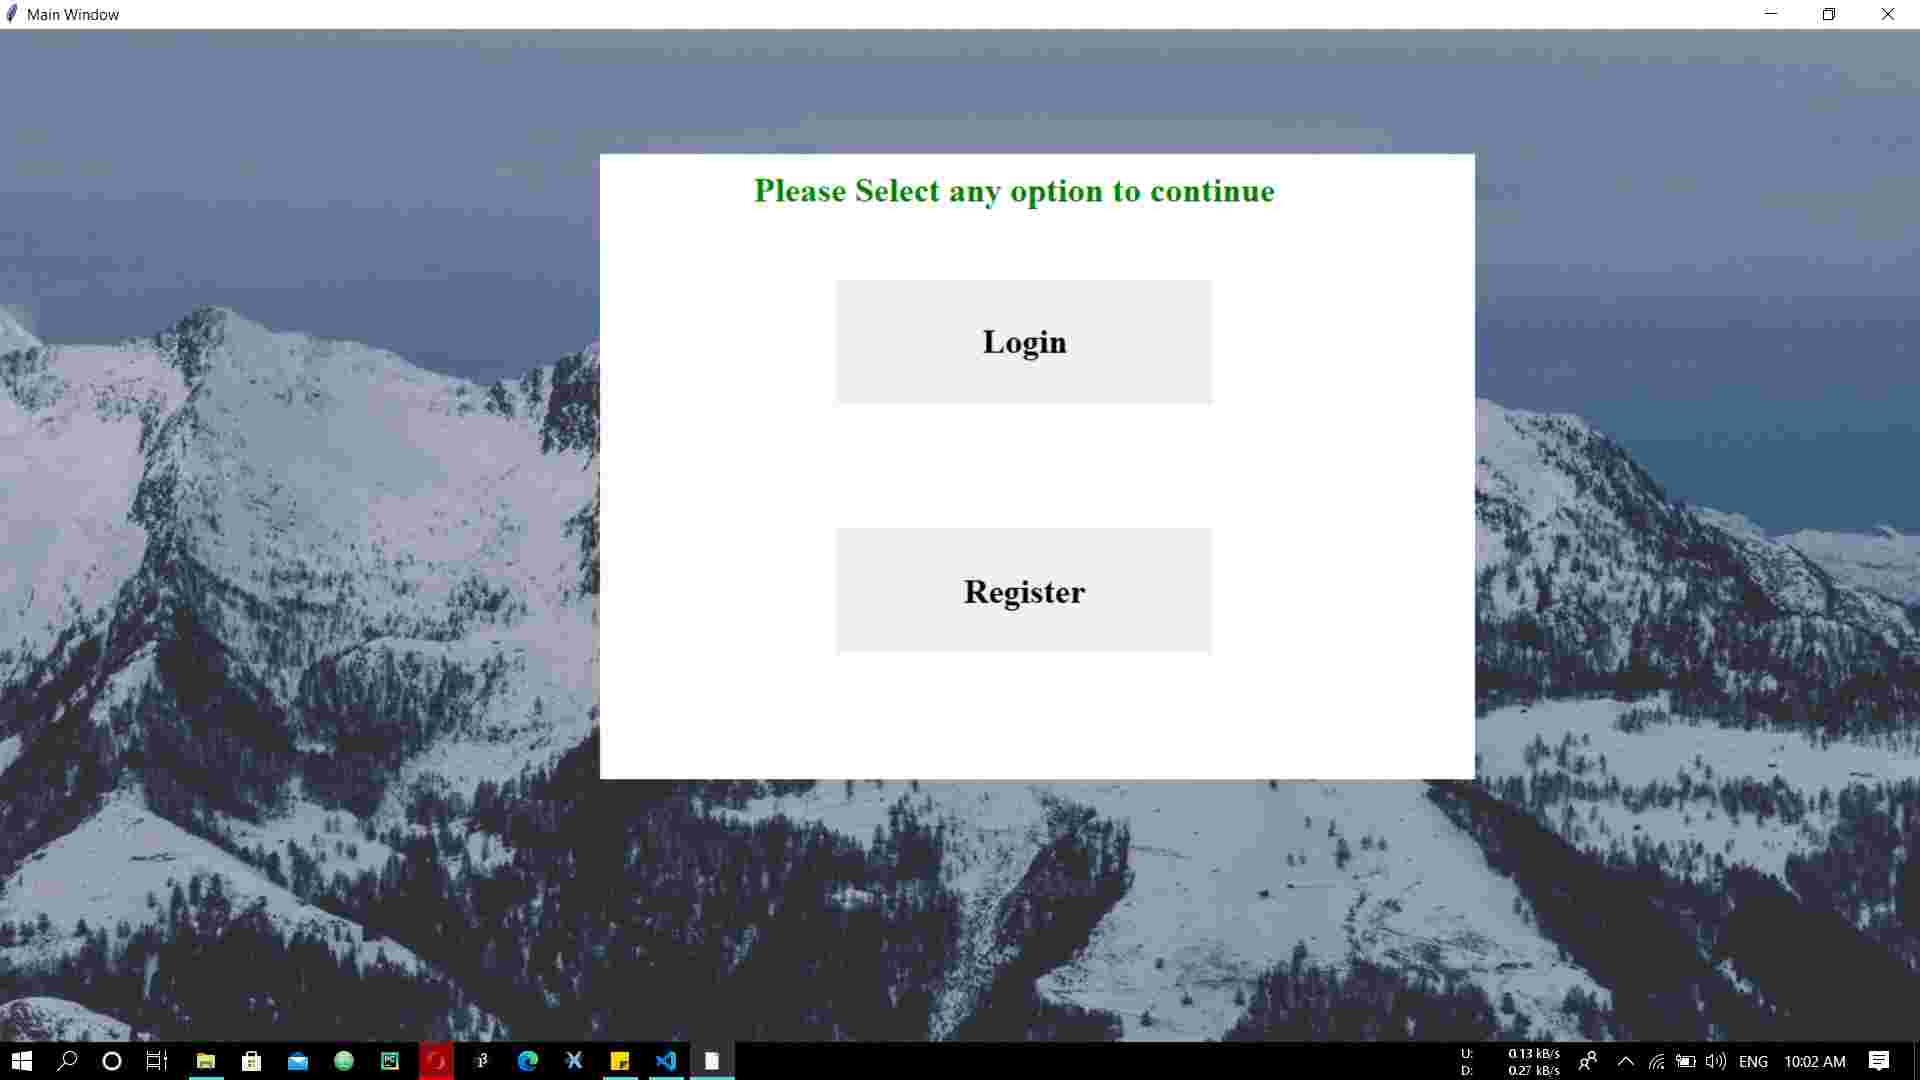 Main Window
Please Select any option to continue
Login
Register
U: 0.13 kB/s
D: 0.27 kB/s
ENG
10:02 AM
PC